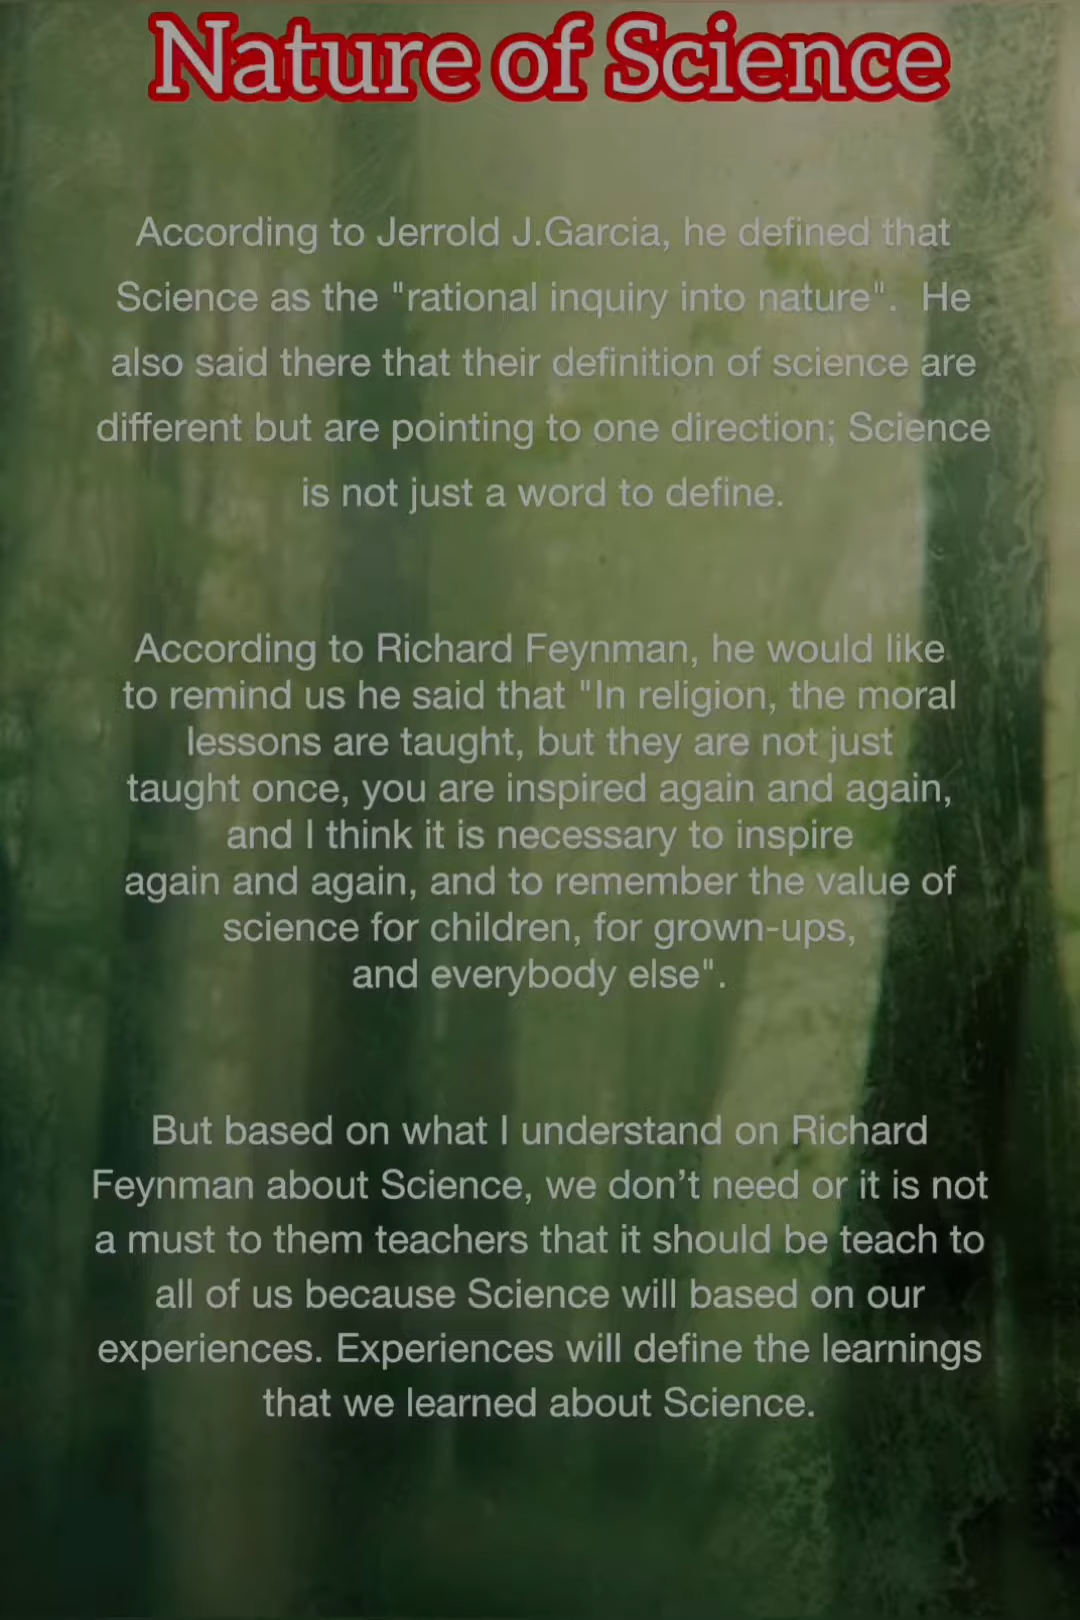 Nature of Science
According to Jerrold J.Garcia, he defined that
Science as the "rational inquiry into nature".  He
also said there that their definition of science are
different but are pointing to one direction; Science
is not just a word to define.
According to Richard Feynman, he would like
to remind us he said that "In religion, the moral
lessons are taught, but they are not just
taught once, you are inspired again and again,
and I think it is necessary to inspire
again and again, and to remember the value of
science for children, for grown-ups,
and everybody else".
But based on what I understand on Richard
Feynman about Science, we don’t need or it is not
a must to them teachers that it should be teach to
all of us because Science will based on our
experiences. Experiences will define the learnings
that we learned about Science.